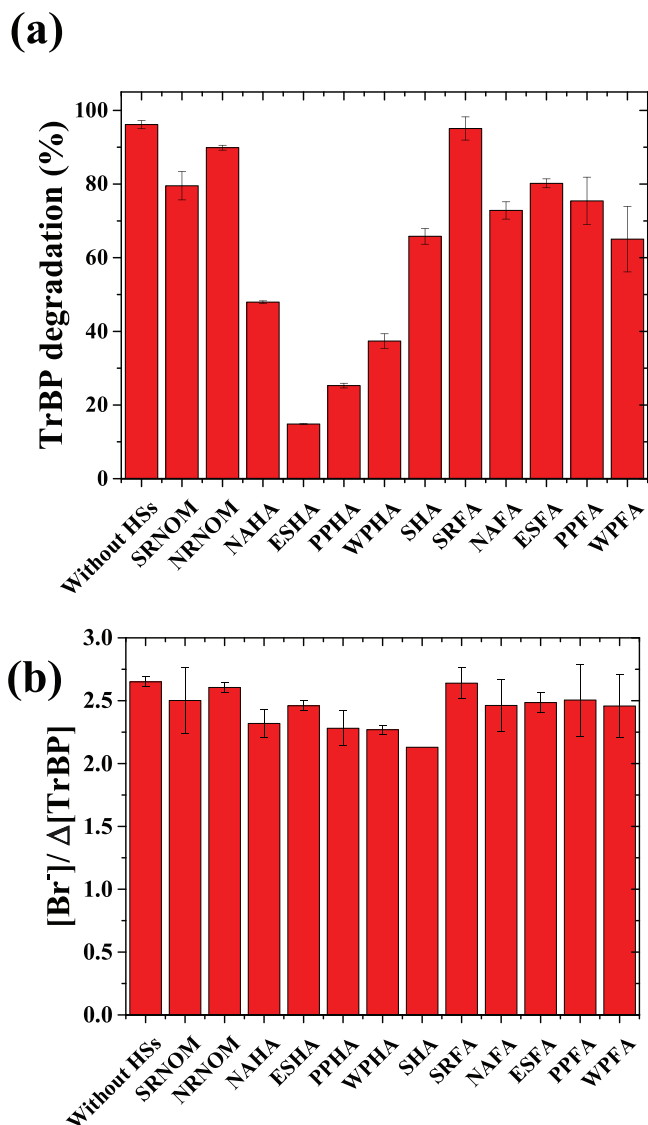 (a)
TrBP degradation (%)
100
80
60
40
20
0
Without HSs
SRNOM
NRNOM
NAHA
ESHA
PPHA
WPHA
SHA
SRFA
NAFA
ESFA
PPFA
WPFA
(b)
[Br⁻]/ Δ[TrBP]
3.0
2.5
2.0
1.5
1.0
0.5
0.0
Without HSs
SRNOM
NRNOM
NAHA
ESHA
PPHA
WPHA
SHA
SRFA
NAFA
ESFA
PPFA
WPFA